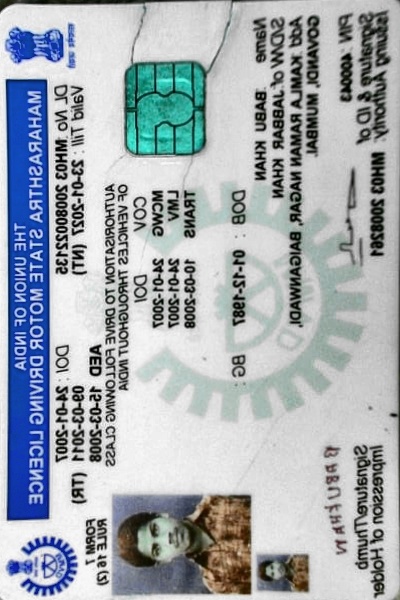 THE UNION OF INDIA
MAHARASHTRA STATE MOTOR DRIVING LICENCE
DL No MH03 20080022135 DOI : 24-01-2007
Valid Till : 23-01-2027 (NT) 09-03-2011 (TR)
AED 15-03-2008
FORM 7
RULE 16 (2)
AUTHORISATION TO DRIVE FOLLOWING CLASS
OF VEHICLES THROUGHOUT INDIA
COV DOI
MCWG 24-01-2007
LMV 24-01-2007
TRANS 10-03-2008
DOB : 01-12-1987 BG :
Name : BABU KHAN
S/D/W of : JABBAR KHAN
Add : KAMLA RAMAN NAGAR, BAIGANWADI,
GOVANDI, MUMBAI.
PIN : 400043
Signature & ID of
Issuing Authority: MH03 2008261
Signature/Thumb
Impression of Holder